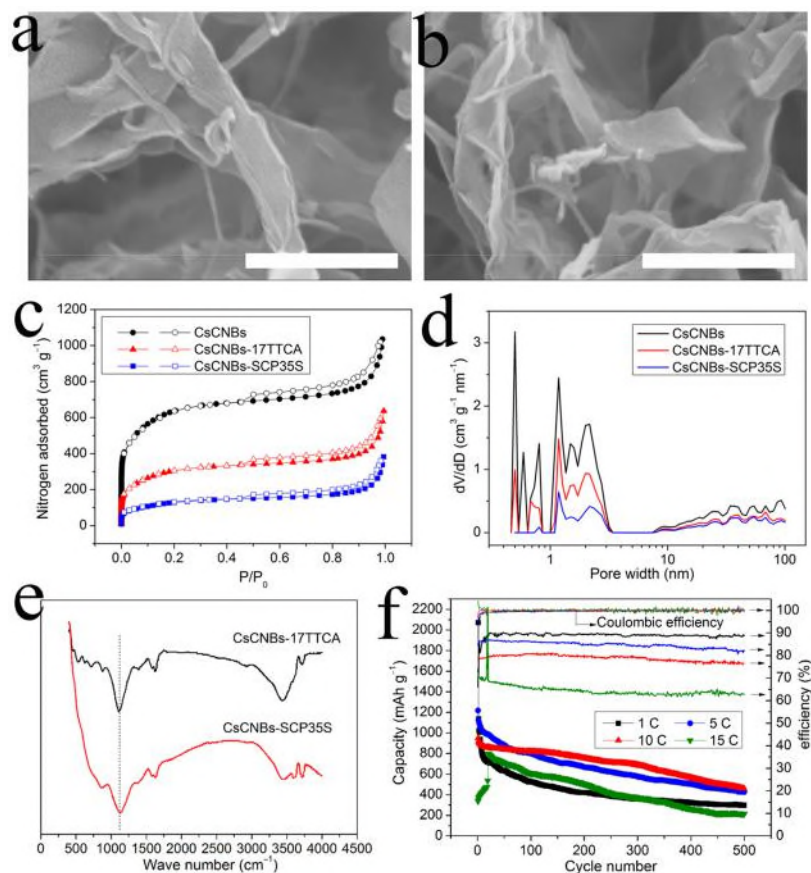 a
b
c
CsCNBs
CsCNBs-17TTCA
CsCNBs-SCP35S
Nitrogen adsorbed (cm³ g⁻¹)
1200
1000
800
600
400
200
0
0.0 0.2 0.4 0.6 0.8 1.0
P/P₀
d
CsCNBs
CsCNBs-17TTCA
CsCNBs-SCP35S
dV/dD (cm³ g⁻¹ nm⁻¹)
3
2
1
0
1 10 100
Pore width (nm)
e
CsCNBs-17TTCA
CsCNBs-SCP35S
0 500 1000 1500 2000 2500 3000 3500 4000 4500
Wave number (cm⁻¹)
f
Capacity (mAh g⁻¹)
2200
2000
1800
1600
1400
1200
1000
800
600
400
200
0
Coulombic efficiency
1 C 5 C
10 C 15 C
100
90
80
70
60
50
40
30
20
10
0
efficiency (%)
0 100 200 300 400 500
Cycle number